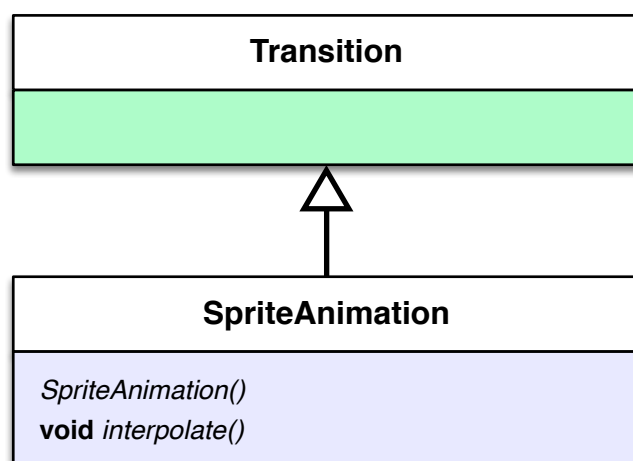 Transition
SpriteAnimation
SpriteAnimation()
void interpolate()